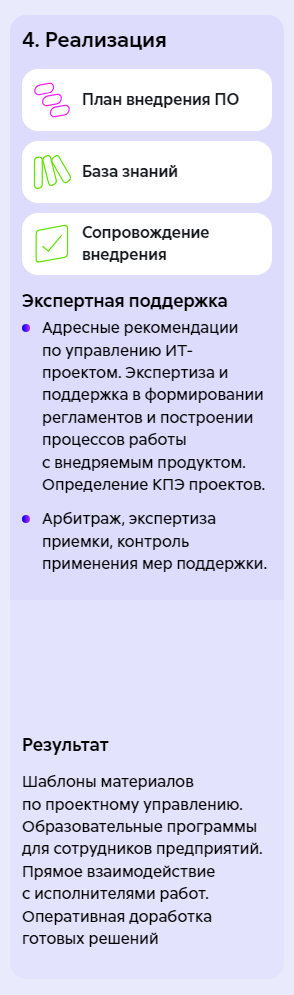 4. Реализация
План внедрения ПО
База знаний
Сопровождение
внедрения
Экспертная поддержка
Адресные рекомендации
по управлению ИТ-
проектом. Экспертиза и
поддержка в формировании
регламентов и построении
процессов работы
с внедряемым продуктом.
Определение КПЭ проектов.
Арбитраж, экспертиза
приемки, контроль
применения мер поддержки.
Результат
Шаблоны материалов
по проектному управлению.
Образовательные программы
для сотрудников предприятий.
Прямое взаимодействие
с исполнителями работ.
Оперативная доработка
готовых решений